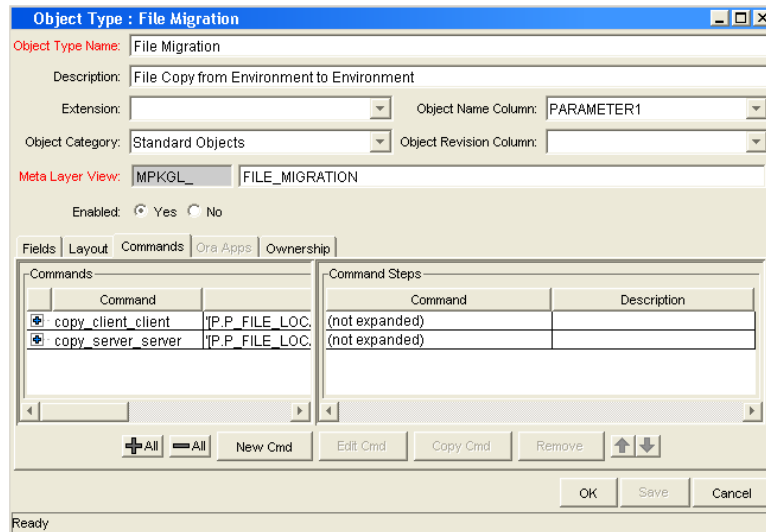 Object Type : File Migration
Object Type Name: File Migration
Description: File Copy from Environment to Environment
Extension: Object Name Column: PARAMETER1
Object Category: Standard Objects Object Revision Column:
Meta Layer View: MPKGL_ FILE_MIGRATION
Enabled: Yes No
Fields Layout Commands Ora Apps Ownership
Commands Command Steps
Command Command Description
copy_client_client "[P.P_FILE_LOC. (not expanded)
copy_server_server "[P.P_FILE_LOC. (not expanded)
All All New Cmd Edit Cmd Copy Cmd Remove
OK Save Cancel
Ready